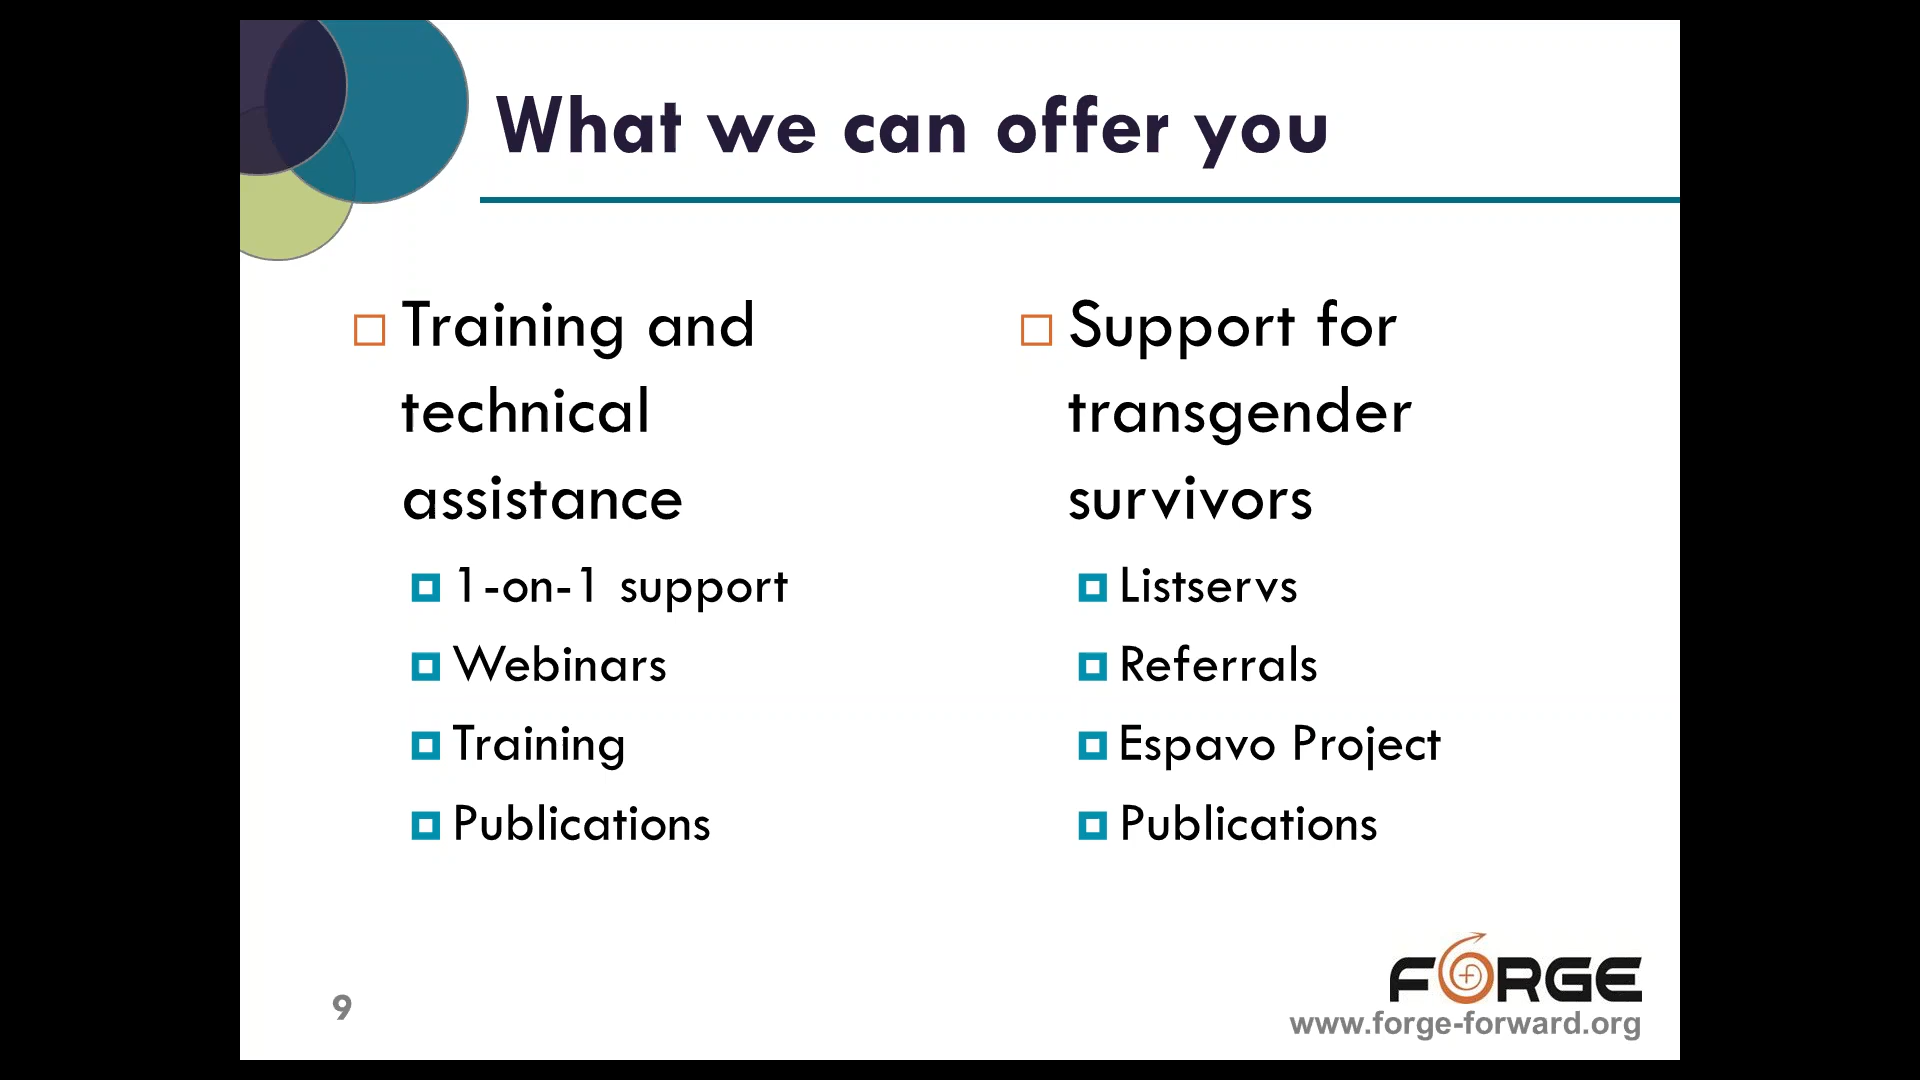 What we can offer you
Training and
technical
assistance
1-on-1 support
Webinars
Training
Publications
Support for
transgender
survivors
Listservs
Referrals
Espavo Project
Publications
9
FORGE
www.forge-forward.org